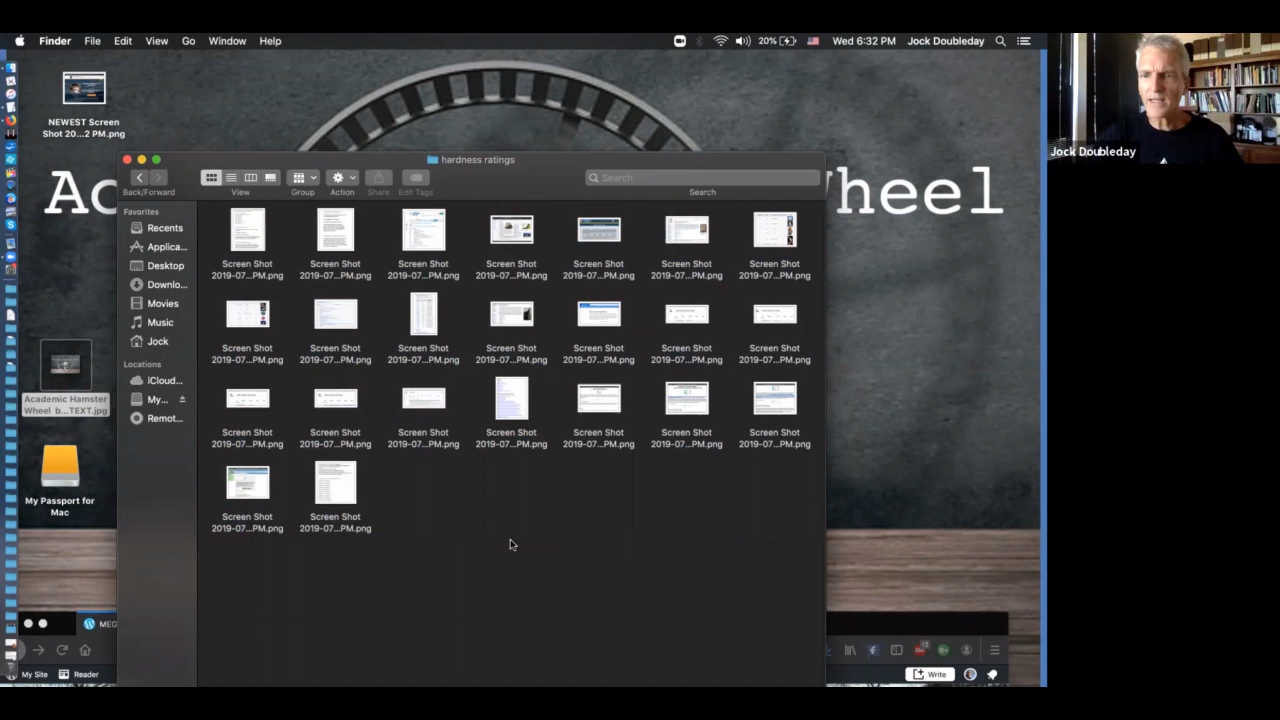 Finder File Edit View Go Window Help
20% Wed 6:32 PM Jock Doubleday
NEWEST Screen
Shot 20...2 PM.png
Jock Doubleday
hardness ratings
Search
Back/Forward View Group Action Share Edit Tags Search
Ac
heel
Favorites
Recents
Applica...
Desktop
Downlo...
Movies
Music
Jock
Locations
iCloud...
My...
Remot...
Screen Shot Screen Shot Screen Shot Screen Shot Screen Shot Screen Shot Screen Shot
2019-07...PM.png 2019-07...PM.png 2019-07...PM.png 2019-07...PM.png 2019-07...PM.png 2019-07...PM.png 2019-07...PM.png
Screen Shot Screen Shot Screen Shot Screen Shot Screen Shot Screen Shot Screen Shot
2019-07...PM.png 2019-07...PM.png 2019-07...PM.png 2019-07...PM.png 2019-07...PM.png 2019-07...PM.png 2019-07...PM.png
Screen Shot Screen Shot Screen Shot Screen Shot Screen Shot Screen Shot Screen Shot
2019-07...PM.png 2019-07...PM.png 2019-07...PM.png 2019-07...PM.png 2019-07...PM.png 2019-07...PM.png 2019-07...PM.png
Screen Shot Screen Shot
2019-07...PM.png 2019-07...PM.png
Academic Hamster
Wheel_b...TEXT.jpg
My Passport for
Mac
MEG
My Site Reader Write